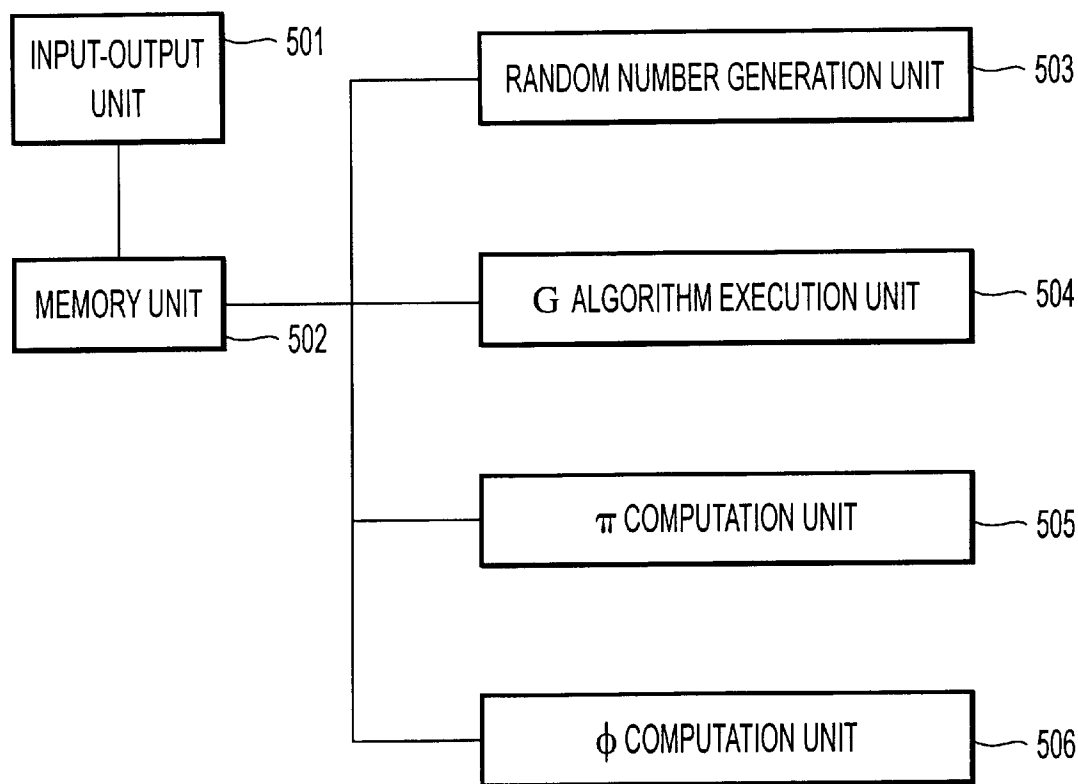 INPUT-OUTPUT
UNIT
501
RANDOM NUMBER GENERATION UNIT
503
MEMORY UNIT
502
G ALGORITHM EXECUTION UNIT
504
π COMPUTATION UNIT
505
ϕ COMPUTATION UNIT
506